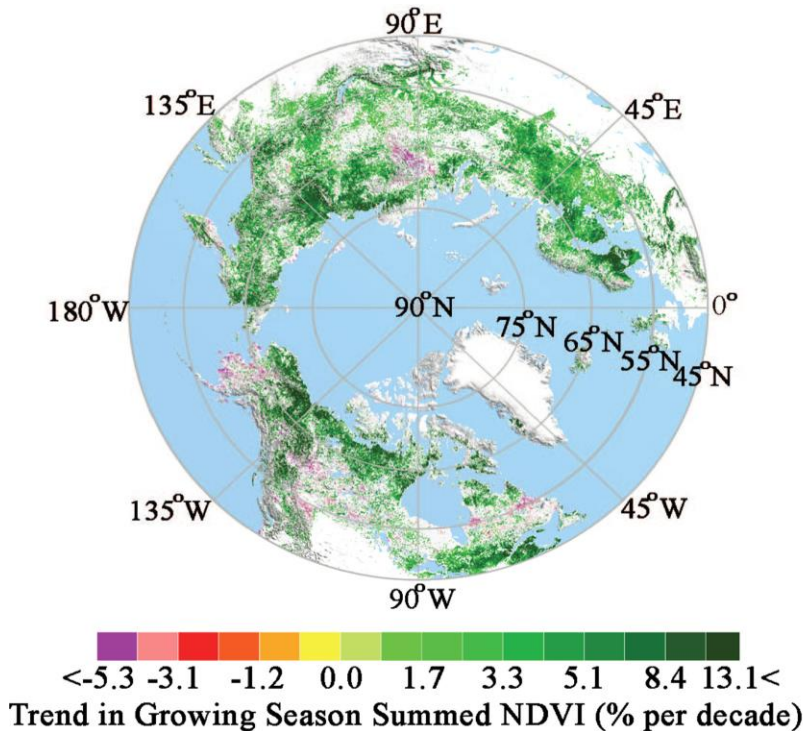 90°E
135°E
45°E
180°W
90°N
0°
75°N
65°N
55°N
45°N
135°W
45°W
90°W
<-5.3 -3.1 -1.2 0.0 1.7 3.3 5.1 8.4 13.1<
Trend in Growing Season Summed NDVI (% per decade)